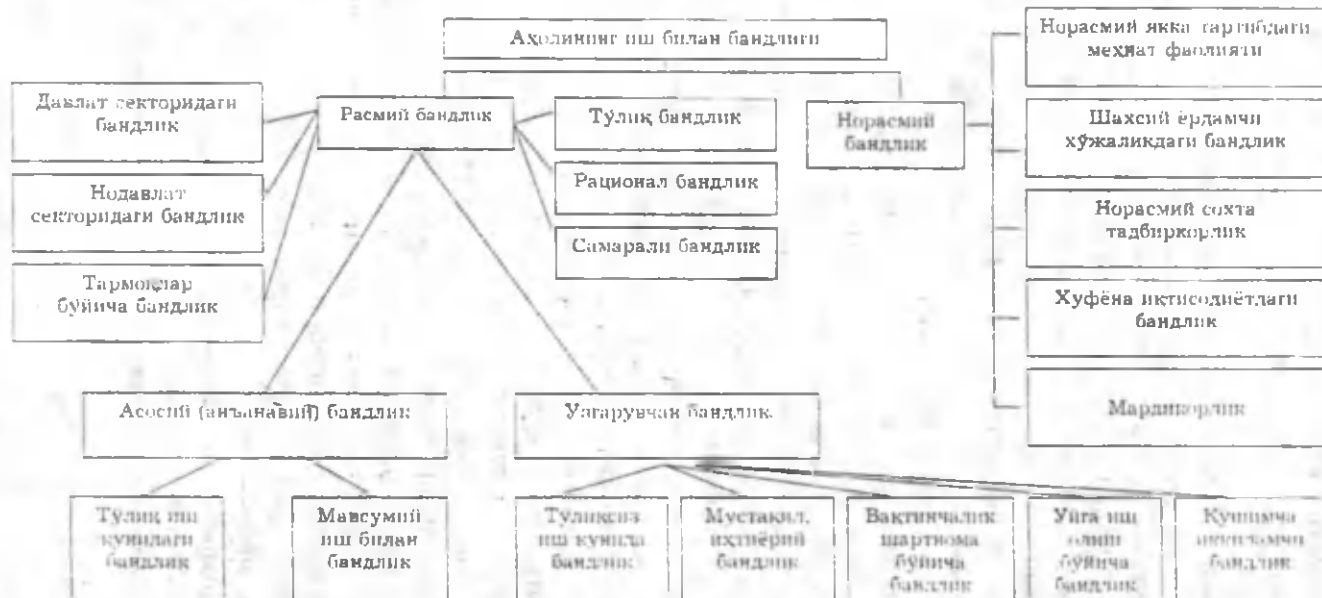 Аҳолининг иш билан бандлиги
Давлат секторидаги
бандлик
Нодавлат
секторидаги бандлик
Тармоқлар
бўйича бандлик
Расмий бандлик
Тўлиқ бандлик
Рационал бандлик
Самарали бандлик
Норасмий
бандлик
Норасмий якка тартибдаги
меҳнат фаолияти
Шахсий ёрдамчи
хўжаликдаги бандлик
Норасмий сохта
тадбиркорлик
Хуфёна иқтисодиётдаги
бандлик
Мардикорлик
Асосий (анъанавий) бандлик
Узгарувчан бандлик
Тўлиқ иш
кунидаги
бандлик
Мавсумий
иш билан
бандлик
Тўлиқсиз
иш кунида
бандлик
Мустақил,
ихтиёрий
бандлик
Вақтинчалик
шартнома
бўйича
бандлик
Уйга иш
олиш
бўйича
бандлик
Қушимча
бандлик